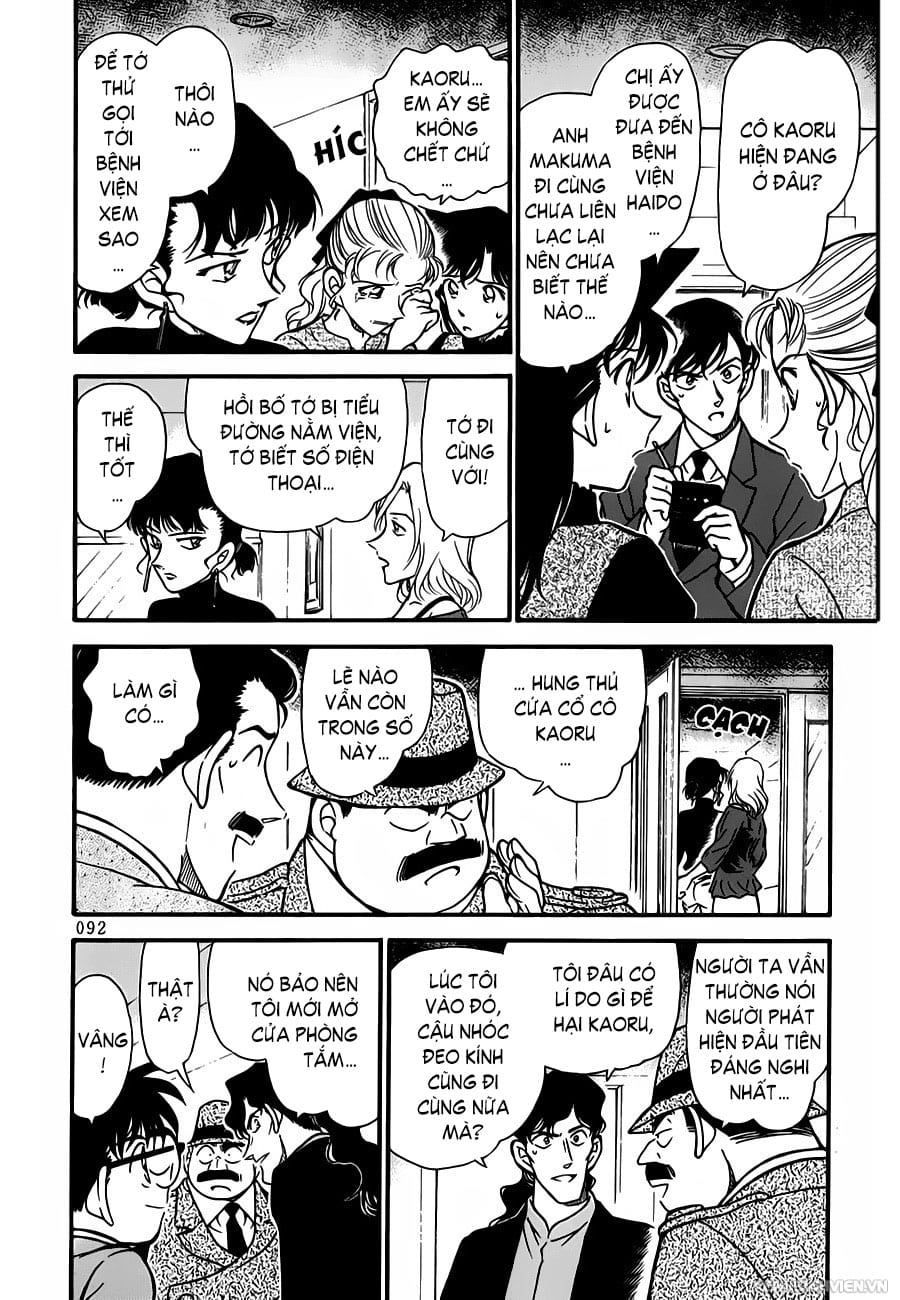 CÔ KAORU
HIỆN ĐANG
Ở ĐÂU?
CHỊ ẤY
ĐƯỢC
ĐƯA ĐẾN
BỆNH
VIỆN
HAIDO
...
ANH
MAKUMA
ĐI CÙNG
CHƯA LIÊN
LẠC LẠI
NÊN CHƯA
BIẾT THẾ
NÀO...
KAORU...
EM ẤY SẼ
KHÔNG
CHẾT CHỨ
...
HÍC
THÔI
NÀO
...
ĐỂ TỚ
THỬ
GỌI
TỚI
BỆNH
VIỆN
XEM
SAO
...
TỚ ĐI
CÙNG
VỚI!
HỒI BỐ TỚ BỊ TIỂU
ĐƯỜNG NẰM VIỆN,
TỚ BIẾT SỐ ĐIỆN
THOẠI...
THẾ
THÌ
TỐT
...
CẠCH
... HUNG THỦ
CỨA CỔ CÔ
KAORU
...
LẼ NÀO
VẪN CÒN
TRONG SỐ
NÀY...
LÀM GÌ
CÓ...
092
NGƯỜI TA VẪN
THƯỜNG NÓI
NGƯỜI PHÁT
HIỆN ĐẦU TIÊN
ĐÁNG NGHI
NHẤT...
TÔI ĐÂU CÓ
LÍ DO GÌ ĐỂ
HẠI KAORU,
LÚC TÔI
VÀO ĐÓ,
CẬU NHÓC
ĐEO KÍNH
CŨNG ĐI
CÙNG NỮA
MÀ?
NÓ BẢO NÊN
TÔI MỚI MỞ
CỬA PHÒNG
TẮM...
THẬT
À?
VÂNG
!